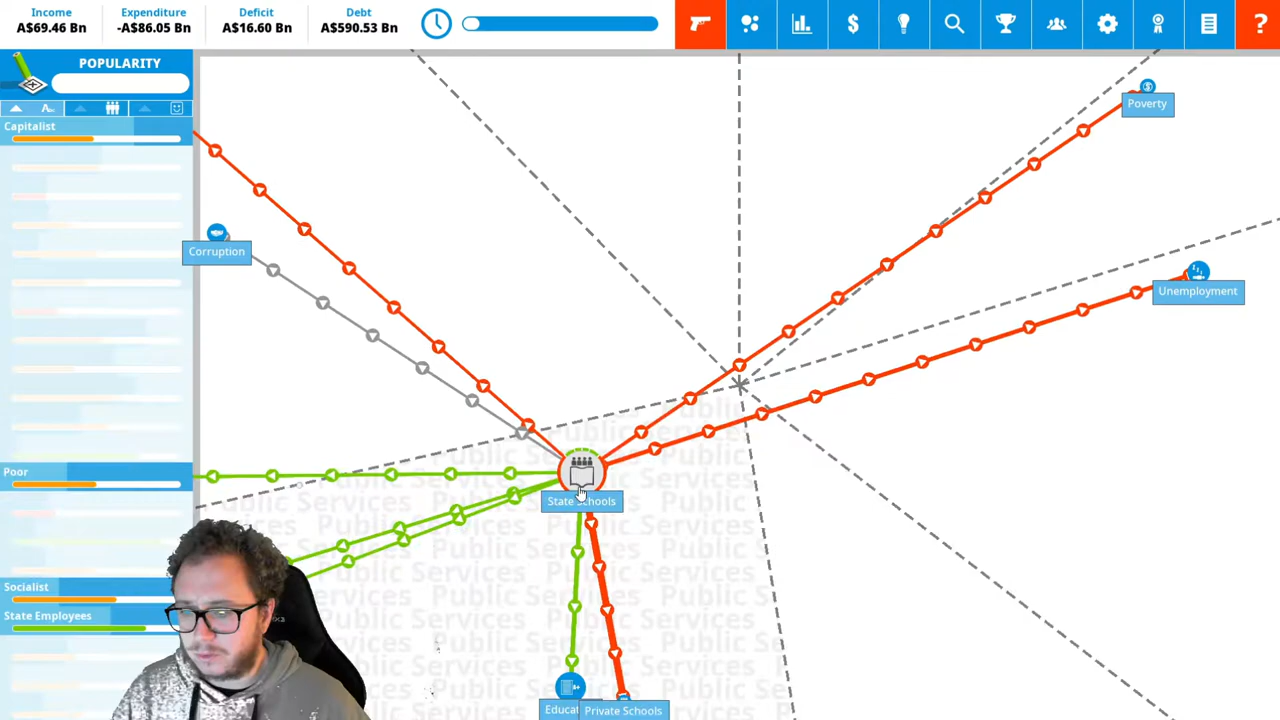 Income
A$69.46 Bn
Expenditure
-A$86.05 Bn
Deficit
A$16.60 Bn
Debt
A$590.53 Bn
?
POPULARITY
A
Capitalist
Poor
Socialist
State Employees
Poverty
Corruption
Unemployment
State Schools
Educat
Private Schools
Public Services